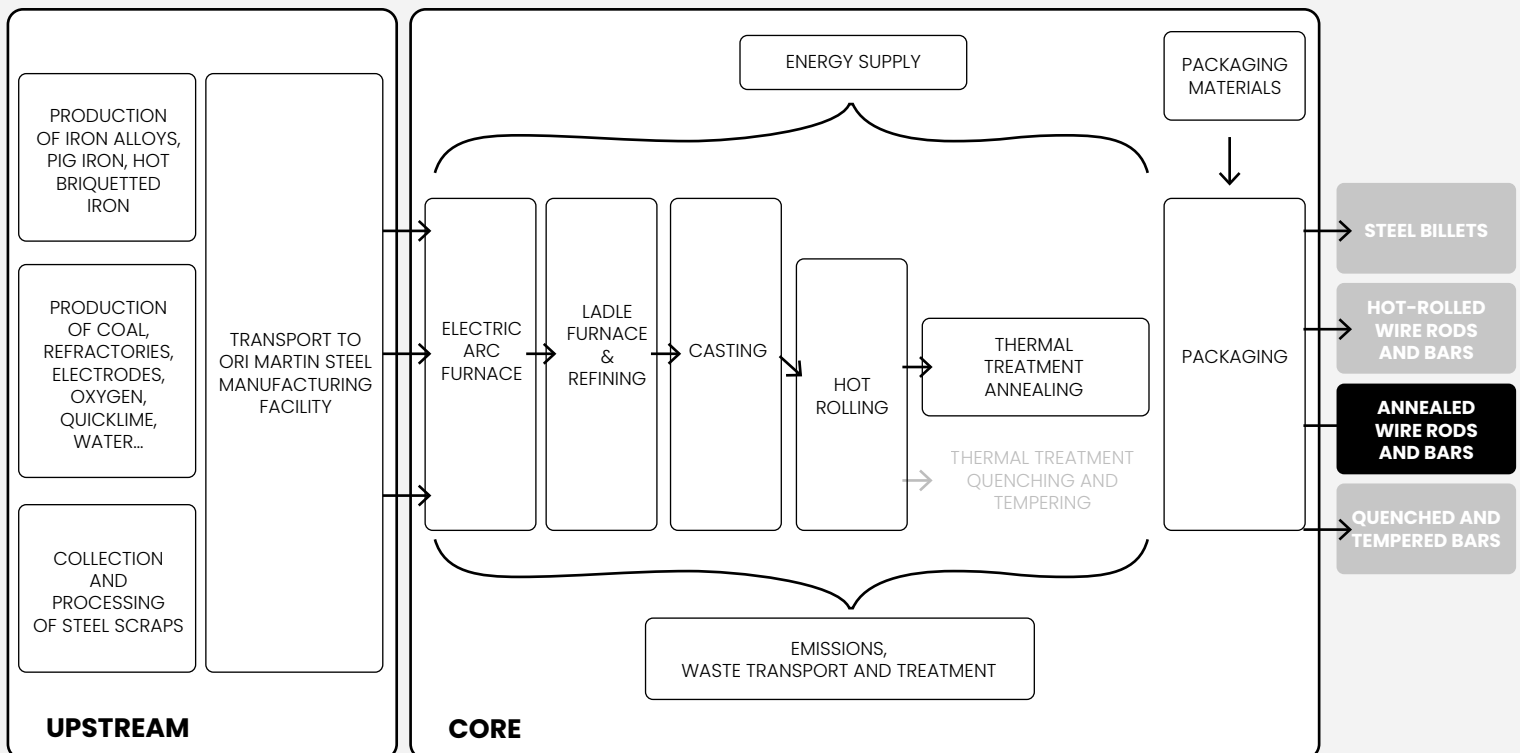 PRODUCTION
OF IRON ALLOYS,
PIG IRON, HOT
BRIQUETTED
IRON
PRODUCTION
OF COAL,
REFRACTORIES,
ELECTRODES,
OXYGEN,
QUICKLIME,
WATER...
COLLECTION
AND
PROCESSING
OF STEEL SCRAPS
TRANSPORT TO
ORI MARTIN STEEL
MANUFACTURING
FACILITY
UPSTREAM
ENERGY SUPPLY
PACKAGING
MATERIALS
ELECTRIC
ARC
FURNACE
LADLE
FURNACE
&
REFINING
CASTING
HOT
ROLLING
THERMAL
TREATMENT
ANNEALING
THERMAL TREATMENT
QUENCHING AND
TEMPERING
PACKAGING
EMISSIONS,
WASTE TRANSPORT AND TREATMENT
CORE
STEEL BILLETS
HOT-ROLLED
WIRE RODS
AND BARS
ANNEALED
WIRE RODS
AND BARS
QUENCHED AND
TEMPERED BARS